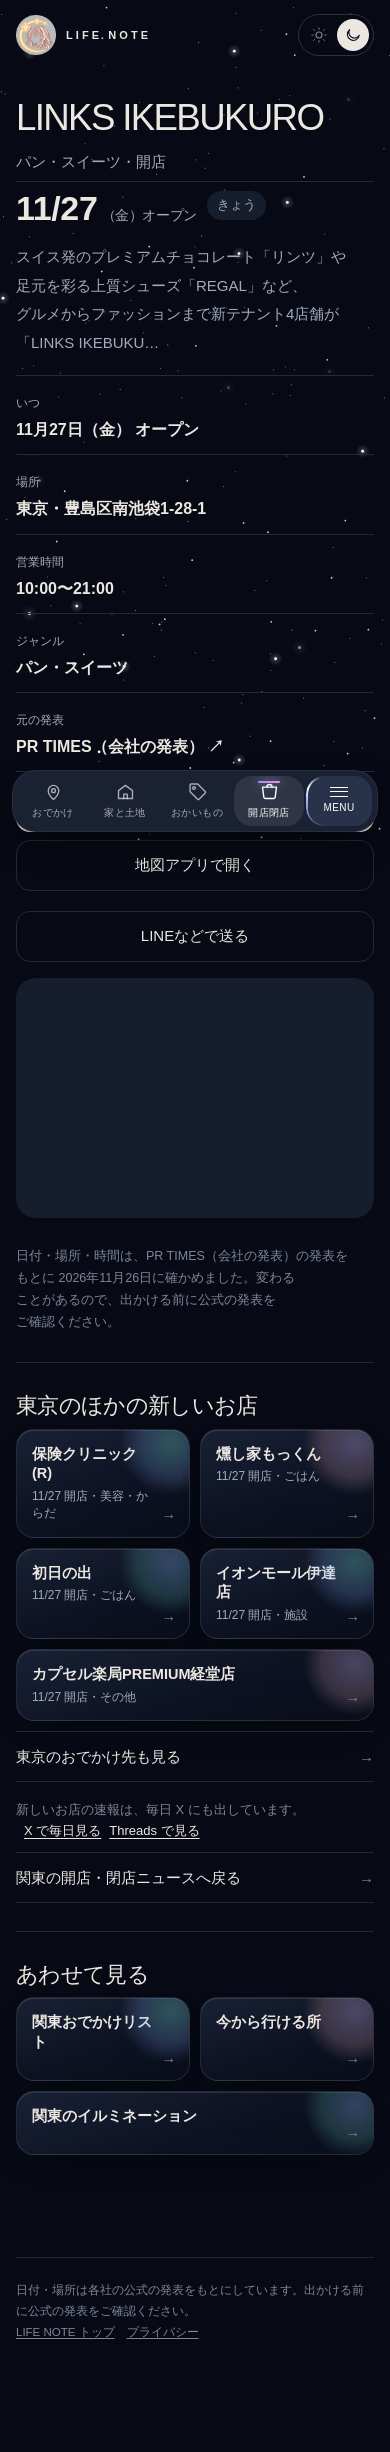 LIFE.NOTE
LINKS IKEBUKURO
パン・スイーツ・開店
11/27 （金）オープン きょう
スイス発のプレミアムチョコレート「リンツ」や
足元を彩る上質シューズ「REGAL」など、
グルメからファッションまで新テナント4店舗が
「LINKS IKEBUKU…
いつ
11月27日（金） オープン
場所
東京・豊島区南池袋1-28-1
営業時間
10:00〜21:00
ジャンル
パン・スイーツ
元の発表
PR TIMES（会社の発表） ↗
おでかけ
家と土地
おかいもの
開店閉店
MENU
地図アプリで開く
LINEなどで送る
日付・場所・時間は、PR TIMES（会社の発表）の発表を
もとに 2026年11月26日に確かめました。変わる
ことがあるので、出かける前に公式の発表を
ご確認ください。
東京のほかの新しいお店
保険クリニック
(R)
11/27 開店・美容・か
らだ
→
燻し家もっくん
11/27 開店・ごはん
→
初日の出
11/27 開店・ごはん
→
イオンモール伊達
店
11/27 開店・施設
→
カプセル楽局PREMIUM経堂店
11/27 開店・その他
→
東京のおでかけ先も見る →
新しいお店の速報は、毎日 X にも出しています。
X で毎日見る Threads で見る
関東の開店・閉店ニュースへ戻る →
あわせて見る
関東おでかけリス
ト
→
今から行ける所
→
関東のイルミネーション
→
日付・場所は各社の公式の発表をもとにしています。出かける前
に公式の発表をご確認ください。
LIFE NOTE トップ プライバシー